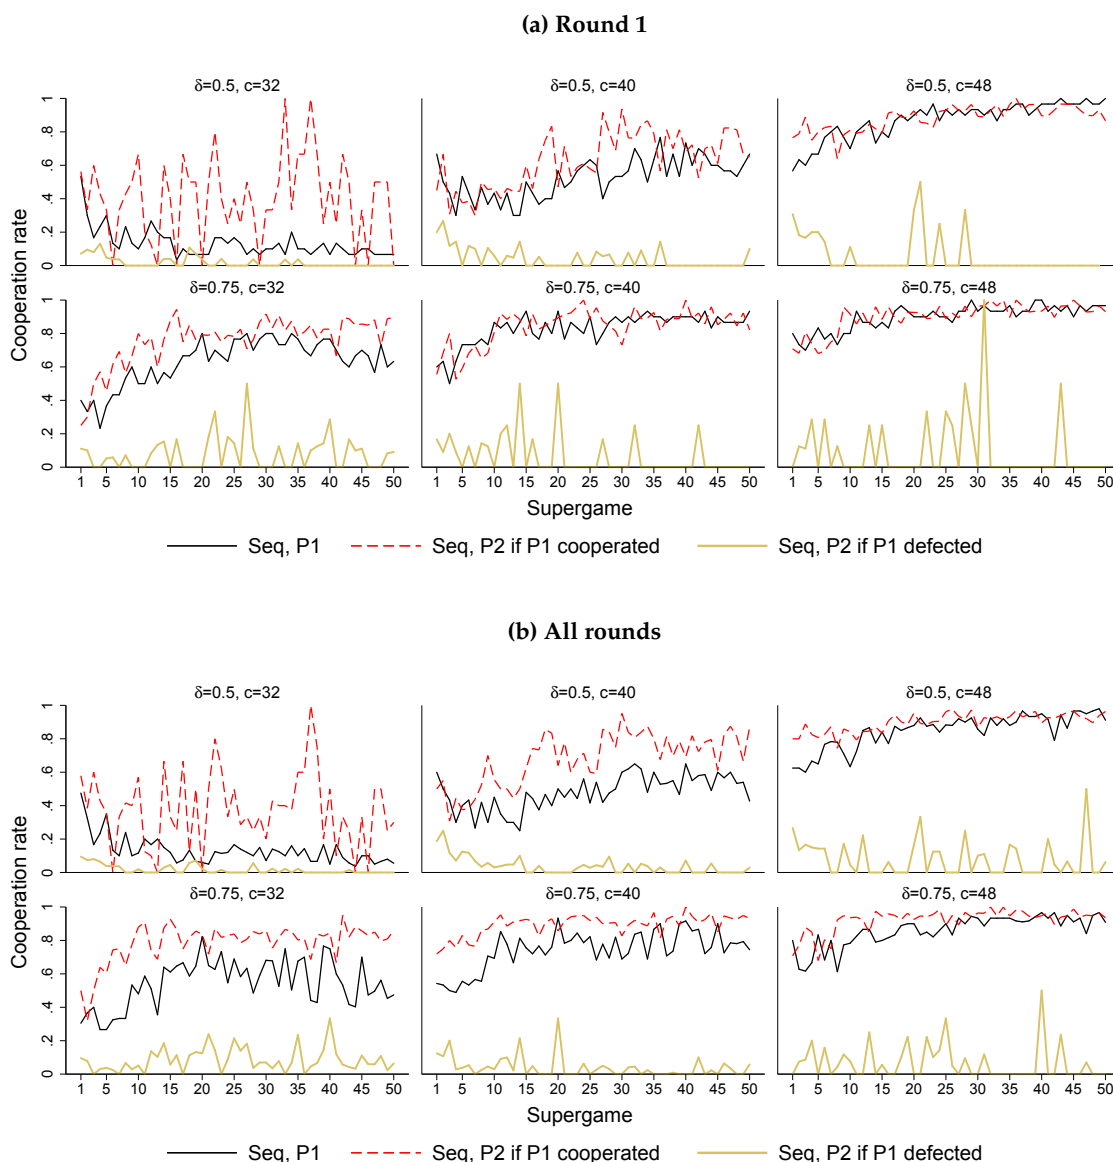 (a) Round 1
δ=0.5, c=32 δ=0.5, c=40 δ=0.5, c=48
Cooperation rate
0 .2 .4 .6 .8 1
δ=0.75, c=32 δ=0.75, c=40 δ=0.75, c=48
0 .2 .4 .6 .8 1
1 5 10 15 20 25 30 35 40 45 50 1 5 10 15 20 25 30 35 40 45 50 1 5 10 15 20 25 30 35 40 45 50
Supergame
Seq, P1 Seq, P2 if P1 cooperated Seq, P2 if P1 defected
(b) All rounds
δ=0.5, c=32 δ=0.5, c=40 δ=0.5, c=48
Cooperation rate
0 .2 .4 .6 .8 1
δ=0.75, c=32 δ=0.75, c=40 δ=0.75, c=48
0 .2 .4 .6 .8 1
1 5 10 15 20 25 30 35 40 45 50 1 5 10 15 20 25 30 35 40 45 50 1 5 10 15 20 25 30 35 40 45 50
Supergame
Seq, P1 Seq, P2 if P1 cooperated Seq, P2 if P1 defected